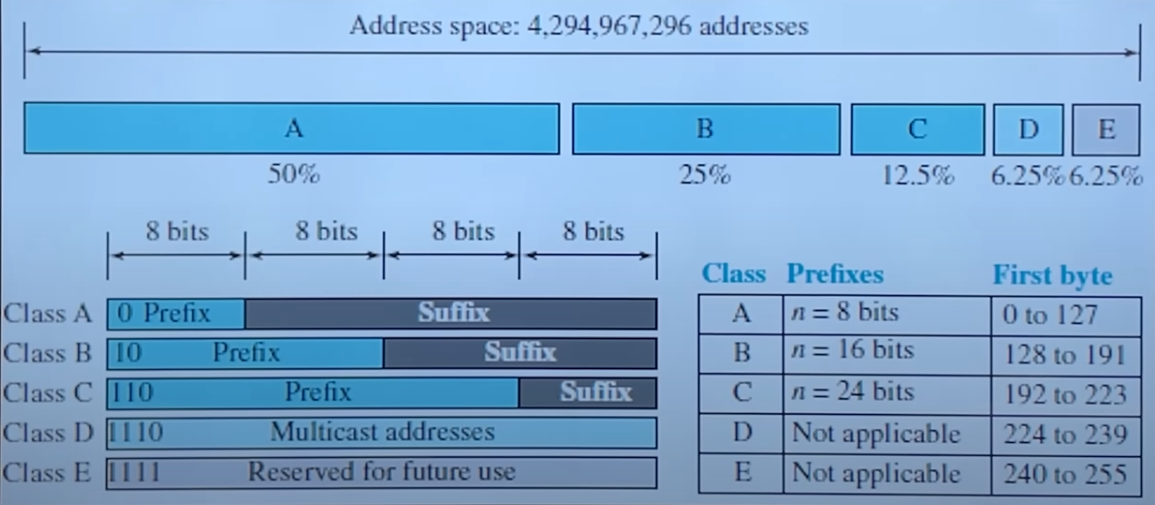 Address space: 4,294,967,296 addresses
A B C D E
50% 25% 12.5% 6.25% 6.25%
8 bits 8 bits 8 bits 8 bits
Class A 0 Prefix Suffix
Class B 10 Prefix Suffix
Class C 110 Prefix Suffix
Class D 1110 Multicast addresses
Class E 1111 Reserved for future use
Class Prefixes First byte
A n = 8 bits 0 to 127
B n = 16 bits 128 to 191
C n = 24 bits 192 to 223
D Not applicable 224 to 239
E Not applicable 240 to 255